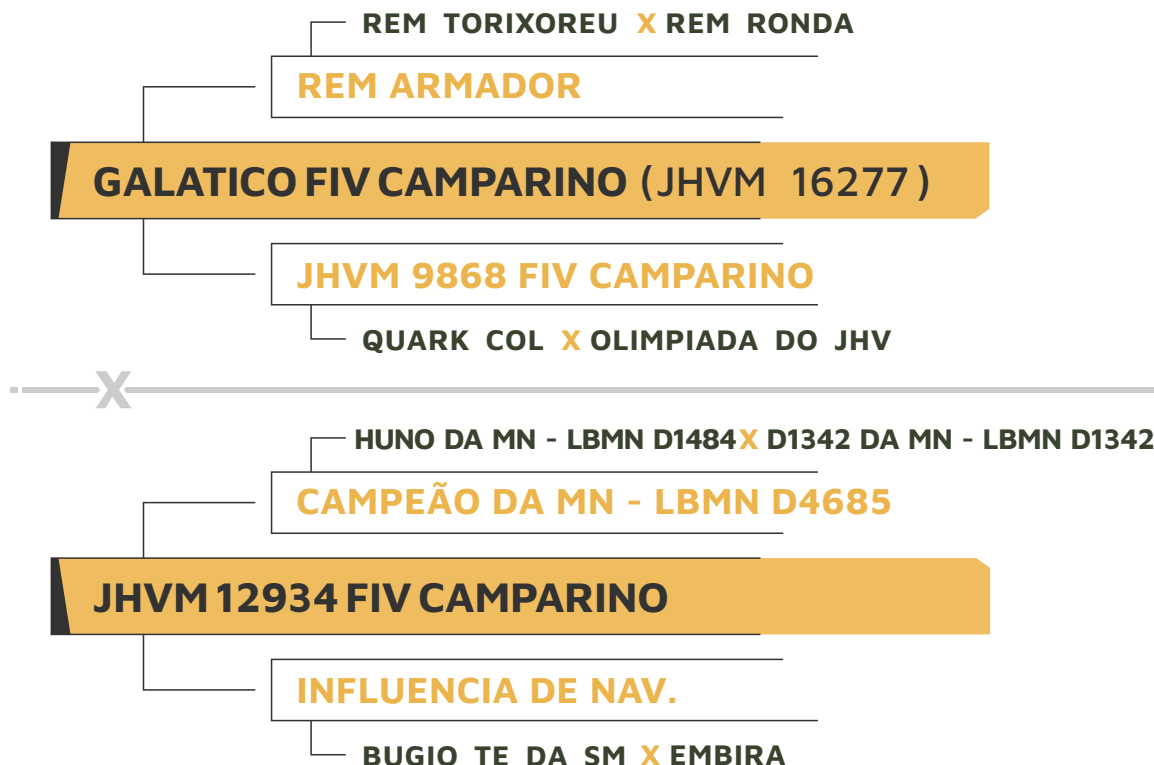 REM TORIXOREU X REM RONDA
REM ARMADOR
GALATICO FIV CAMPARINO (JHVM 16277)
JHVM 9868 FIV CAMPARINO
QUARK COL X OLIMPIADA DO JHV
X
HUNO DA MN - LBMN D1484 X D1342 DA MN - LBMN D1342
CAMPEÃO DA MN - LBMN D4685
JHVM 12934 FIV CAMPARINO
INFLUENCIA DE NAV.
BUGIO TE DA SM X EMBIRA